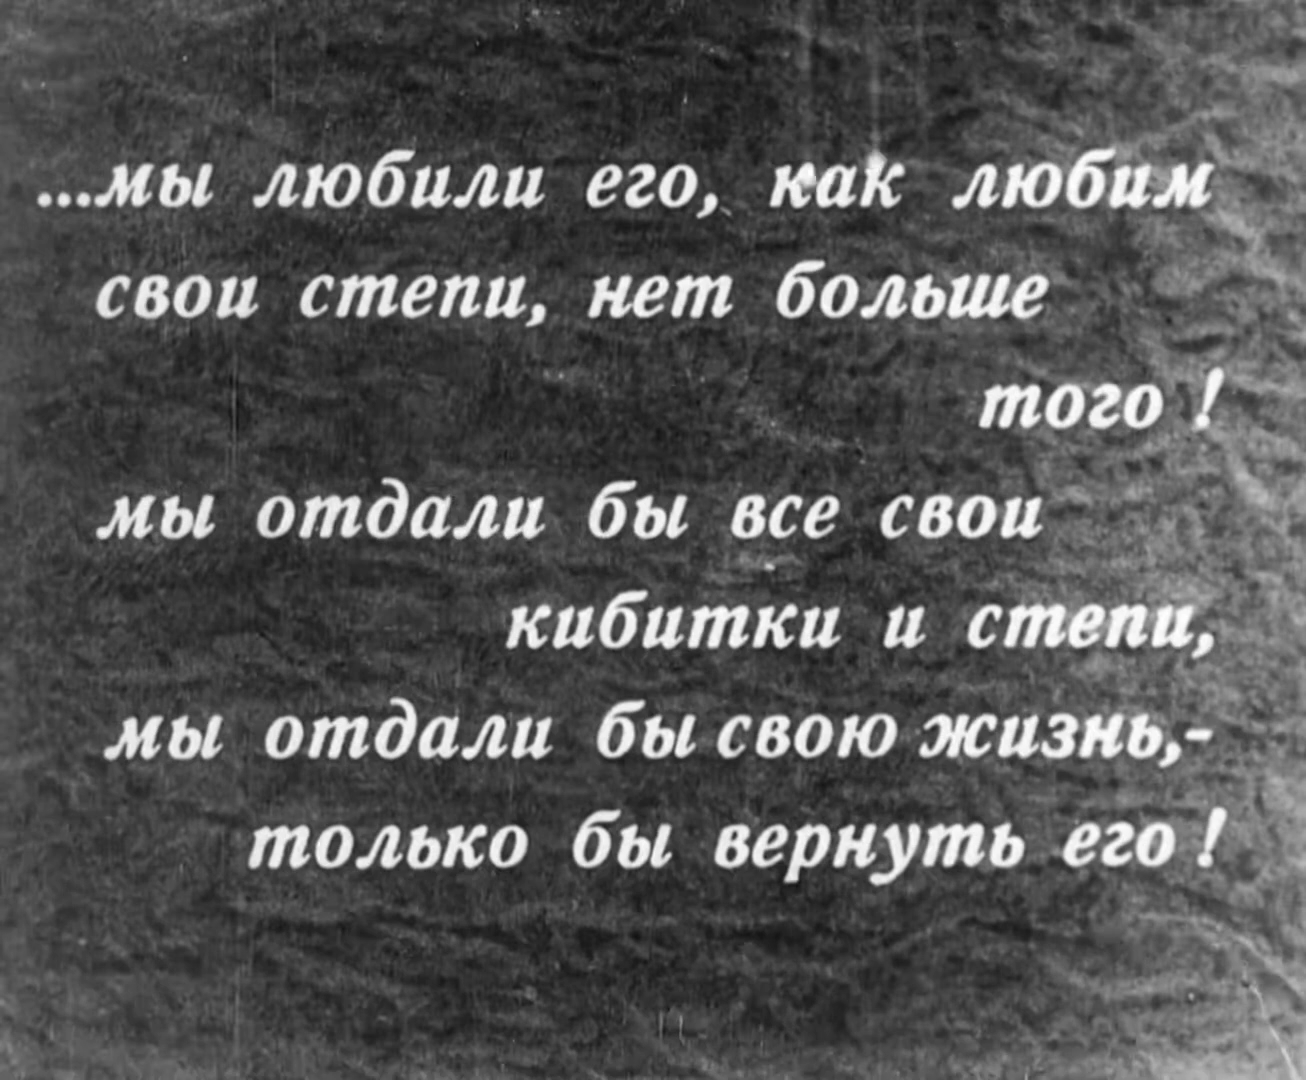 ...мы любили его, как любим
свои степи, нет больше
того !
мы отдали бы все свои
кибитки и степи,
мы отдали бы свою жизнь,-
только бы вернуть его !